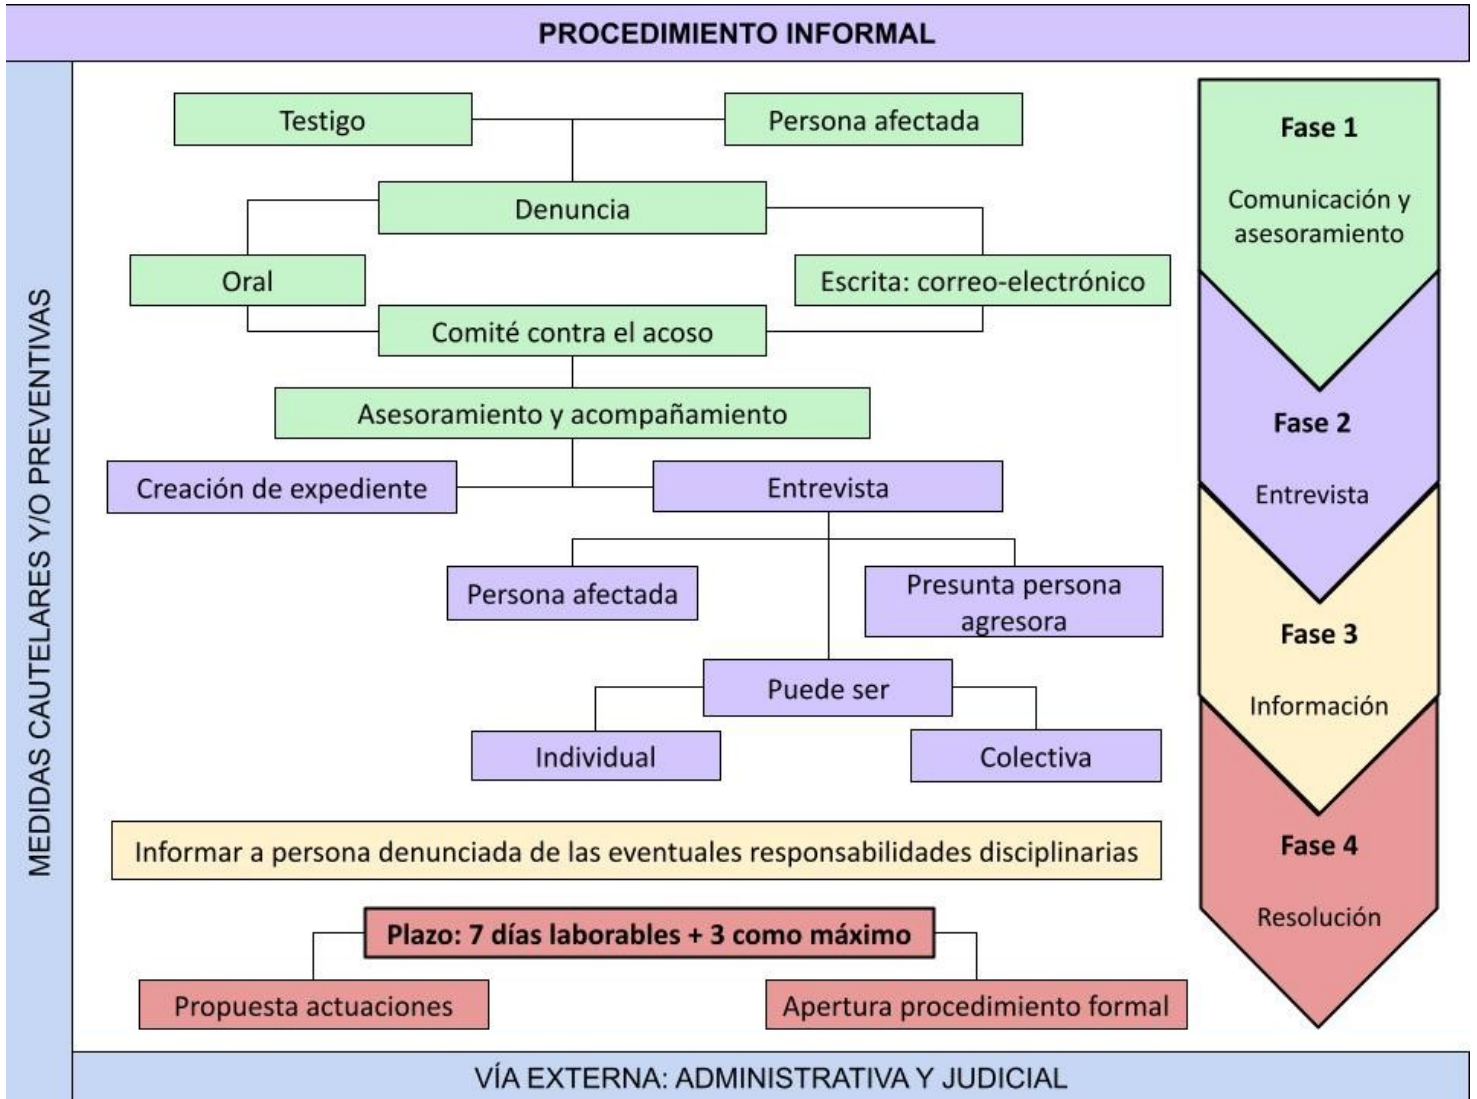 PROCEDIMIENTO INFORMAL
MEDIDAS CAUTELARES Y/O PREVENTIVAS
Testigo
Persona afectada
Denuncia
Oral
Escrita: correo-electrónico
Comité contra el acoso
Asesoramiento y acompañamiento
Creación de expediente
Entrevista
Persona afectada
Presunta persona
agresora
Puede ser
Individual
Colectiva
Informar a persona denunciada de las eventuales responsabilidades disciplinarias
Plazo: 7 días laborables + 3 como máximo
Propuesta actuaciones
Apertura procedimiento formal
Fase 1
Comunicación y
asesoramiento
Fase 2
Entrevista
Fase 3
Información
Fase 4
Resolución
VÍA EXTERNA: ADMINISTRATIVA Y JUDICIAL